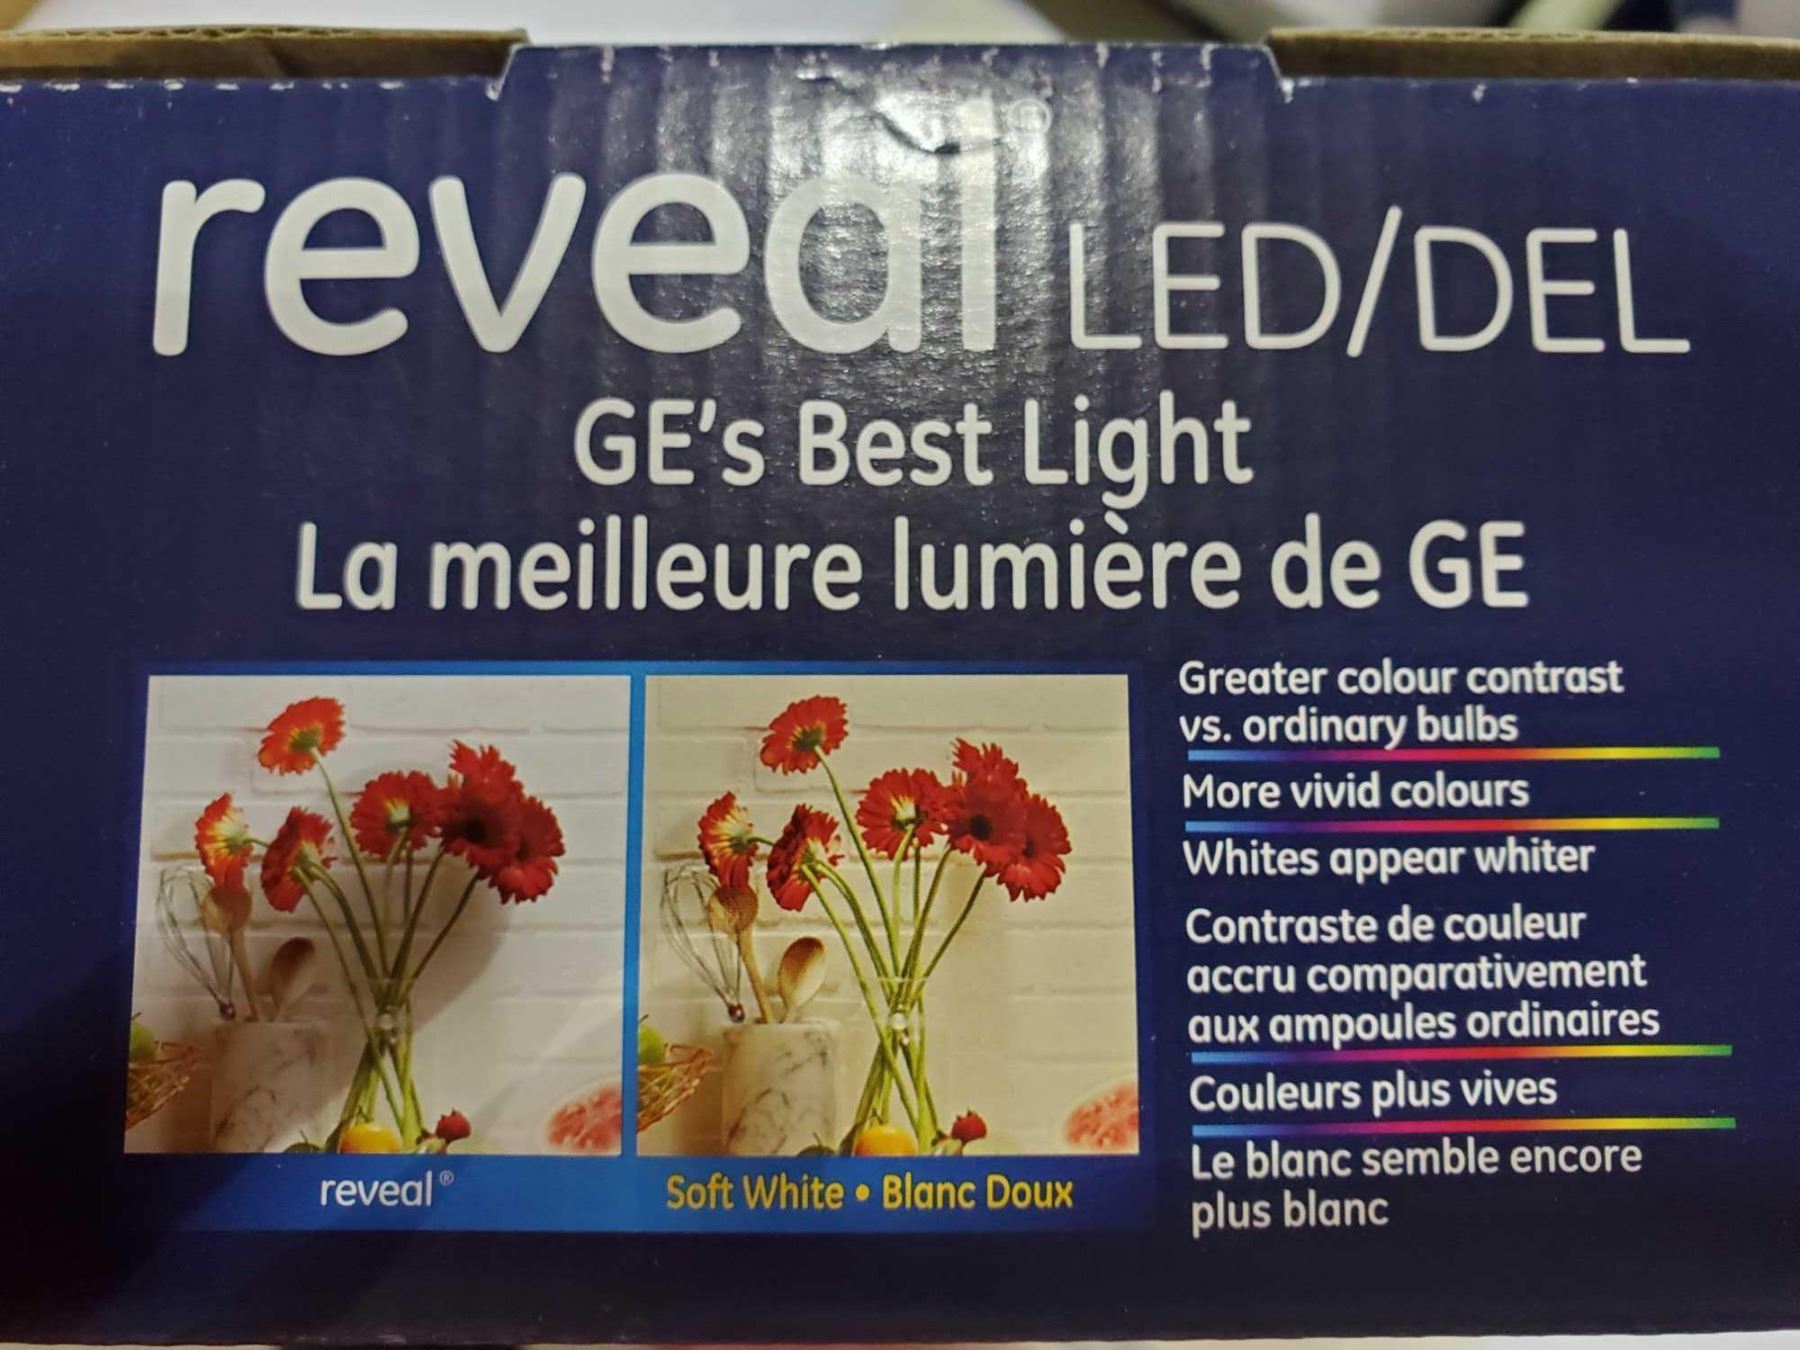 reveal® LED/DEL
GE's Best Light
La meilleure lumière de GE
Greater colour contrast
vs. ordinary bulbs
More vivid colours
Whites appear whiter
Contraste de couleur
accru comparativement
aux ampoules ordinaires
Couleurs plus vives
Le blanc semble encore
plus blanc
reveal®
Soft White • Blanc Doux